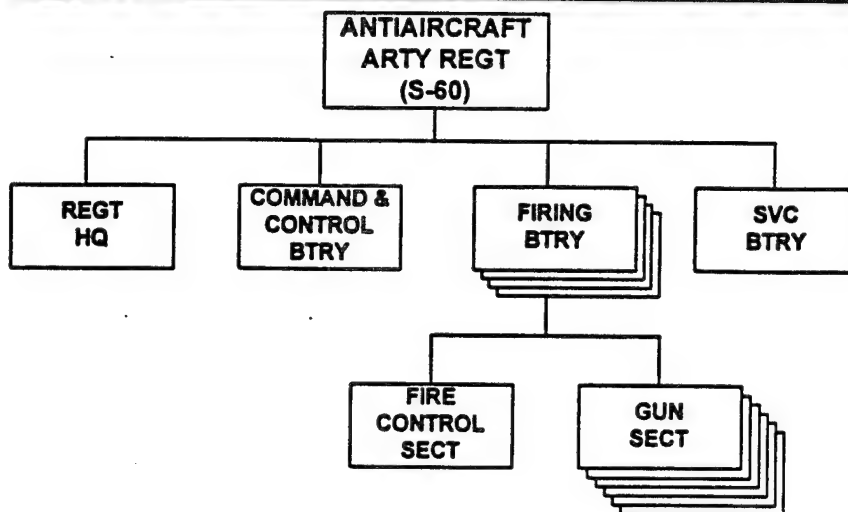 ANTIAIRCRAFT
ARTY REGT
(S-60)
REGT
HQ
COMMAND &
CONTROL
BTRY
FIRING
BTRY
SVC
BTRY
FIRE
CONTROL
SECT
GUN
SECT